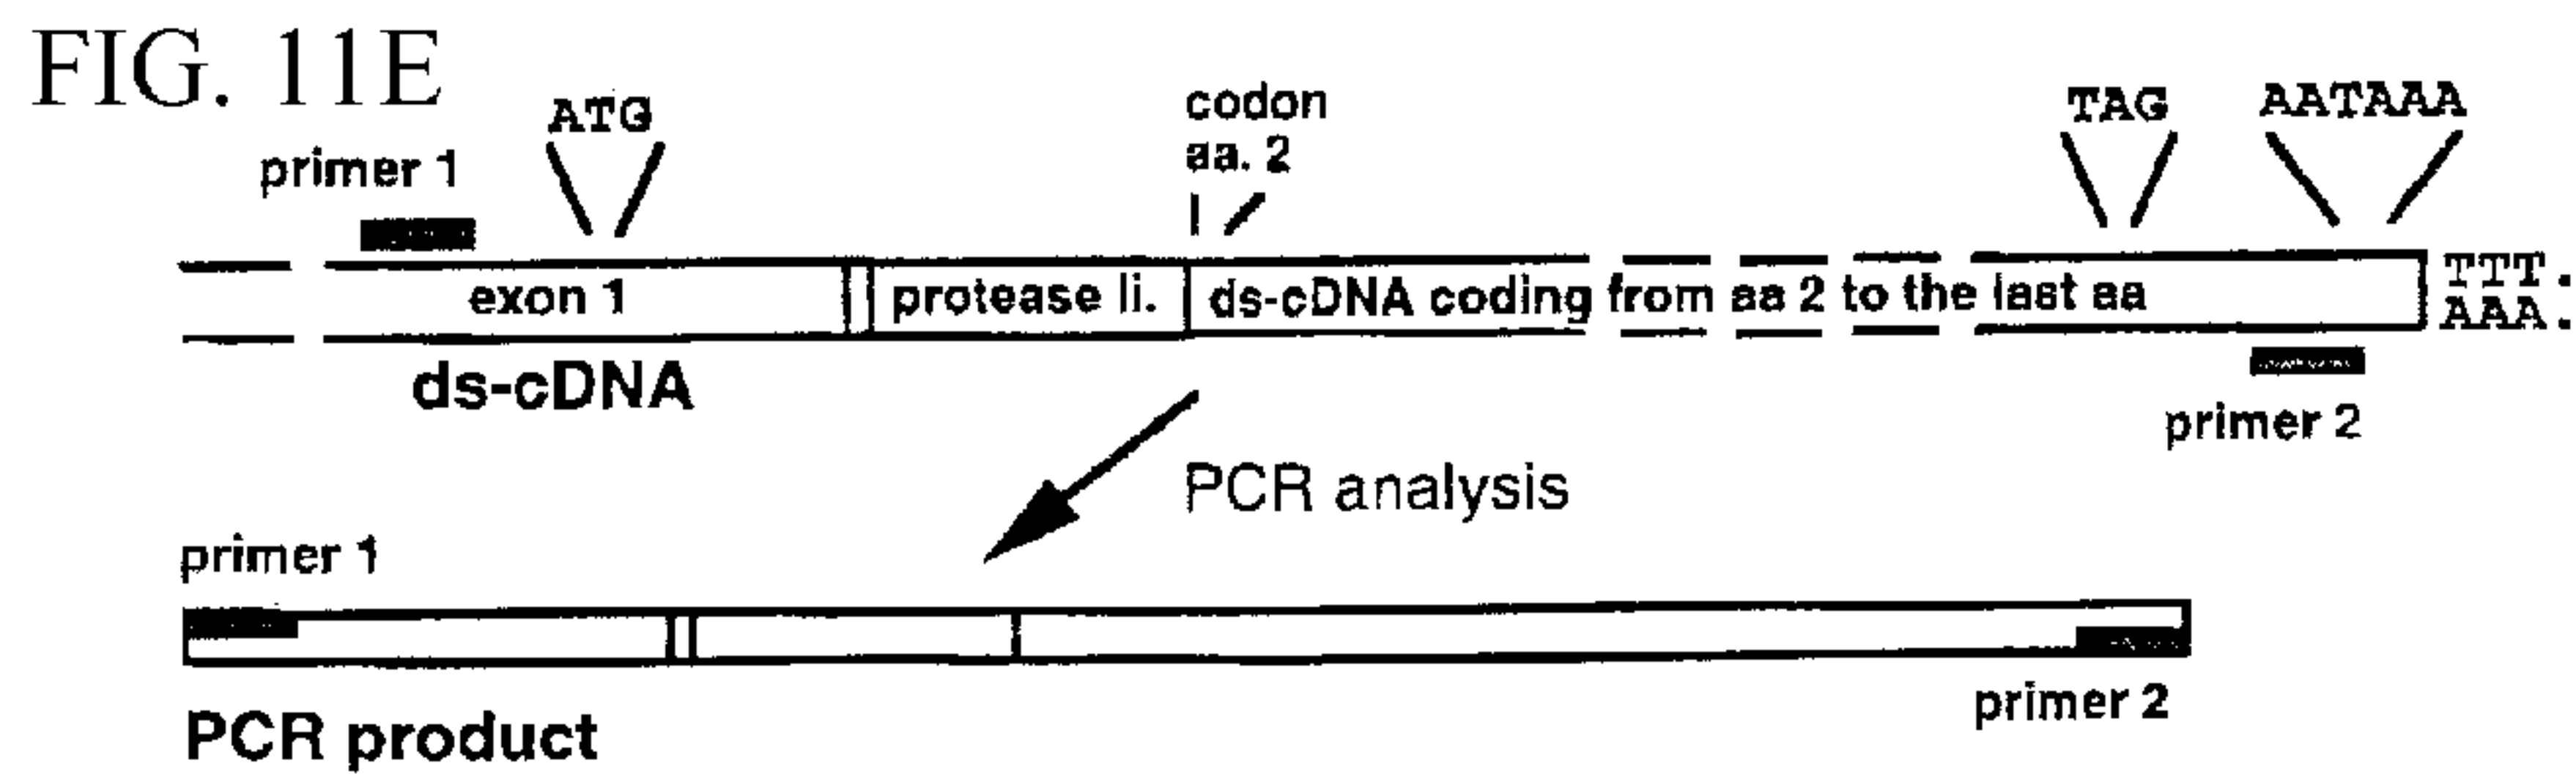 FIG. 11E
ATG
codon
aa. 2
TAG
AATAAA
primer 1
exon 1
protease li.
ds-cDNA coding from aa 2 to the last aa
TTT.
AAA.
ds-cDNA
primer 2
PCR analysis
primer 1
primer 2
PCR product